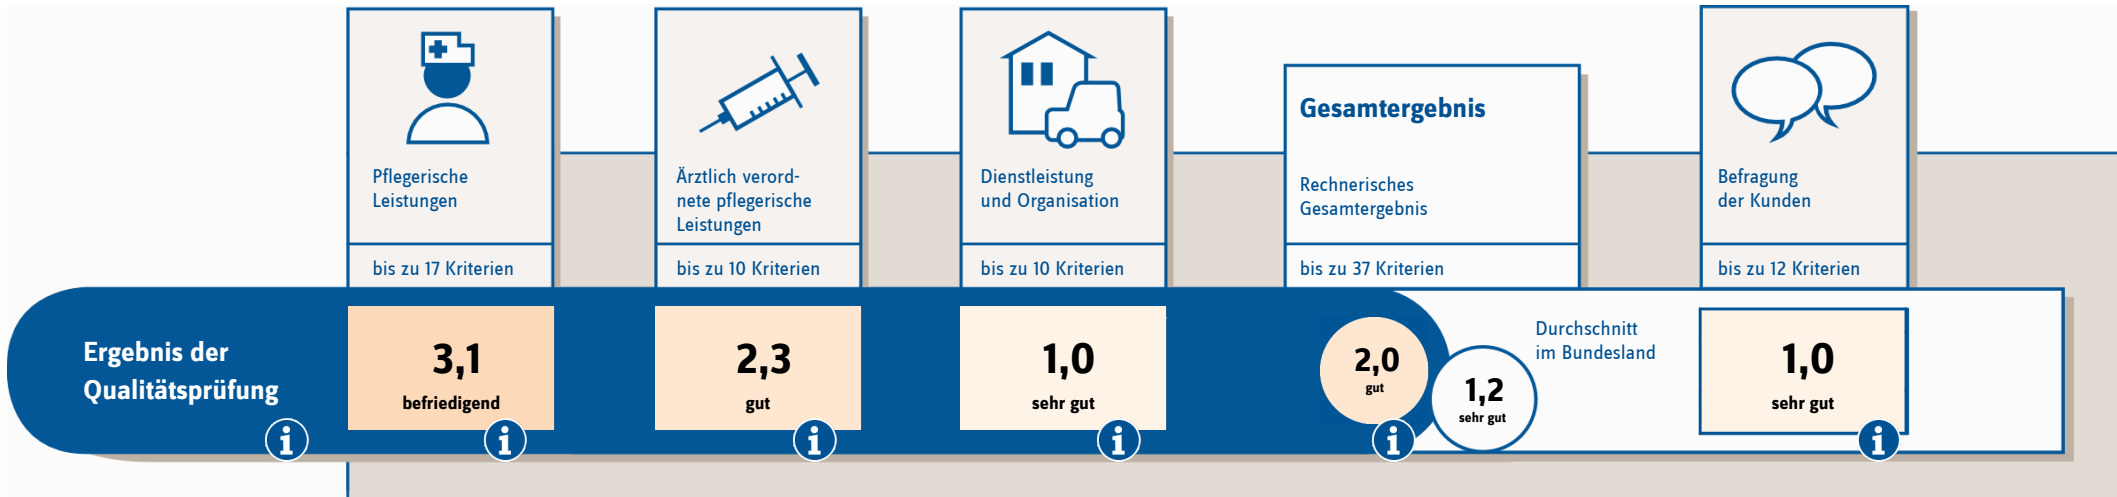 Pflegerische
Leistungen
bis zu 17 Kriterien
Ärztlich verord-
nete pflegerische
Leistungen
bis zu 10 Kriterien
Dienstleistung
und Organisation
bis zu 10 Kriterien
Gesamtergebnis
Rechnerisches
Gesamtergebnis
bis zu 37 Kriterien
Befragung
der Kunden
bis zu 12 Kriterien
Ergebnis der
Qualitätsprüfung
i
3,1
befriedigend
i
2,3
gut
i
1,0
sehr gut
i
2,0
gut
i
1,2
sehr gut
Durchschnitt
im Bundesland
1,0
sehr gut
i